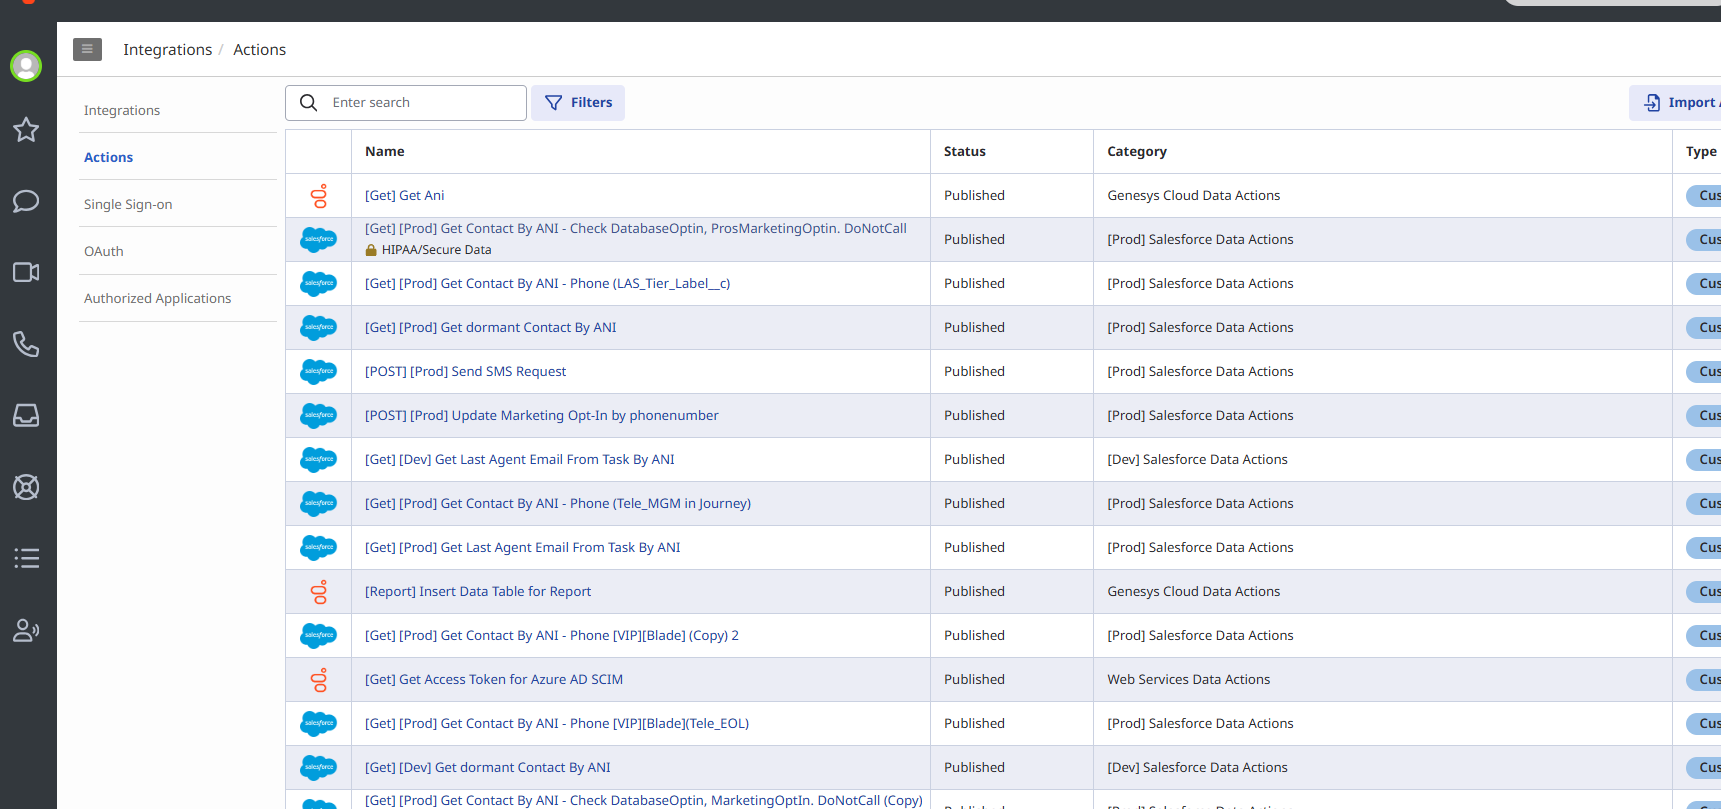 Integrations / Actions
Integrations
Actions
Single Sign-on
OAuth
Authorized Applications
Enter search
Filters
Import
Name Status Category Type
[Get] Get Ani Published Genesys Cloud Data Actions Cus
salesforce [Get] [Prod] Get Contact By ANI - Check DatabaseOptin, ProsMarketingOptin. DoNotCall Published [Prod] Salesforce Data Actions Cus
HIPAA/Secure Data
salesforce [Get] [Prod] Get Contact By ANI - Phone (LAS_Tier_Label__c) Published [Prod] Salesforce Data Actions Cus
salesforce [Get] [Prod] Get dormant Contact By ANI Published [Prod] Salesforce Data Actions Cus
salesforce [POST] [Prod] Send SMS Request Published [Prod] Salesforce Data Actions Cus
salesforce [POST] [Prod] Update Marketing Opt-In by phonenumber Published [Prod] Salesforce Data Actions Cus
salesforce [Get] [Dev] Get Last Agent Email From Task By ANI Published [Dev] Salesforce Data Actions Cus
salesforce [Get] [Prod] Get Contact By ANI - Phone (Tele_MGM in Journey) Published [Prod] Salesforce Data Actions Cus
salesforce [Get] [Prod] Get Last Agent Email From Task By ANI Published [Prod] Salesforce Data Actions Cus
[Report] Insert Data Table for Report Published Genesys Cloud Data Actions Cus
salesforce [Get] [Prod] Get Contact By ANI - Phone [VIP][Blade] (Copy) 2 Published [Prod] Salesforce Data Actions Cus
[Get] Get Access Token for Azure AD SCIM Published Web Services Data Actions Cus
salesforce [Get] [Prod] Get Contact By ANI - Phone [VIP][Blade](Tele_EOL) Published [Prod] Salesforce Data Actions Cus
salesforce [Get] [Dev] Get dormant Contact By ANI Published [Dev] Salesforce Data Actions Cus
[Get] [Prod] Get Contact By ANI - Check DatabaseOptin, MarketingOptIn. DoNotCall (Copy)